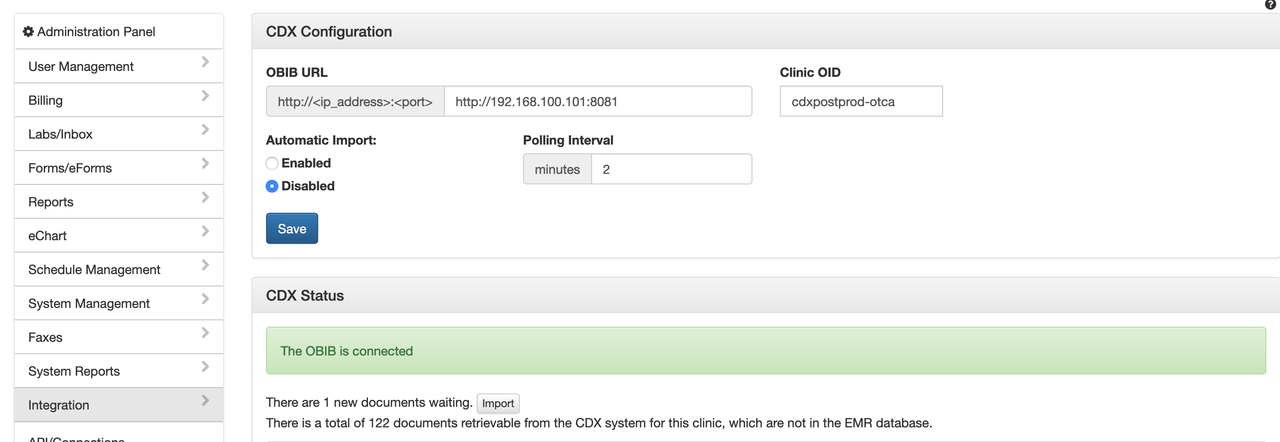 Administration Panel
User Management
Billing
Labs/Inbox
Forms/eForms
Reports
eChart
Schedule Management
System Management
Faxes
System Reports
Integration
API/Connections
?
CDX Configuration
OBIB URL
http://<ip_address>:<port> http://192.168.100.101:8081
Clinic OID
cdxpostprod-otca
Automatic Import:
Enabled
Disabled
Polling Interval
minutes 2
Save
CDX Status
The OBIB is connected
There are 1 new documents waiting. Import
There is a total of 122 documents retrievable from the CDX system for this clinic, which are not in the EMR database.